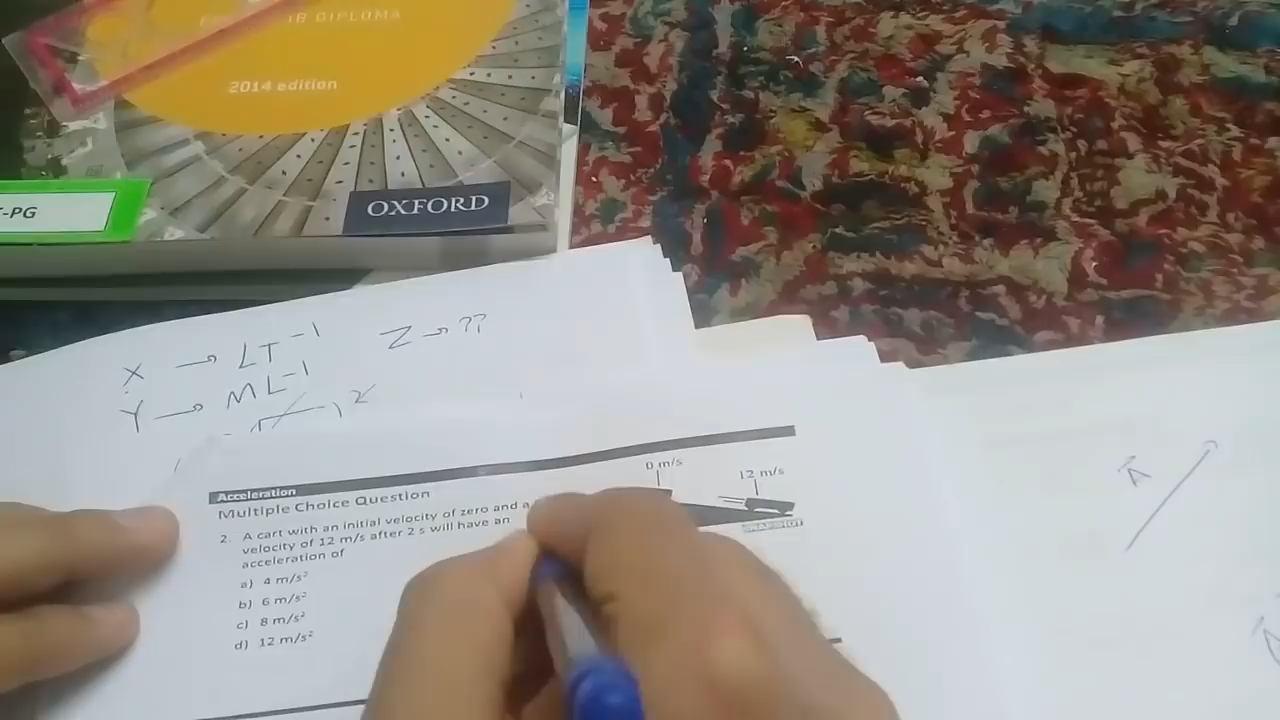 IB DIPLOMA
2014 edition
OXFORD
T-PG
X → LT⁻¹ Z → ??
Y → ML⁻¹
Acceleration
Multiple Choice Question
2. A cart with an initial velocity of zero and a
velocity of 12 m/s after 2 s will have an
acceleration of
a) 4 m/s²
b) 6 m/s²
c) 8 m/s²
d) 12 m/s²
0 m/s
12 m/s
A